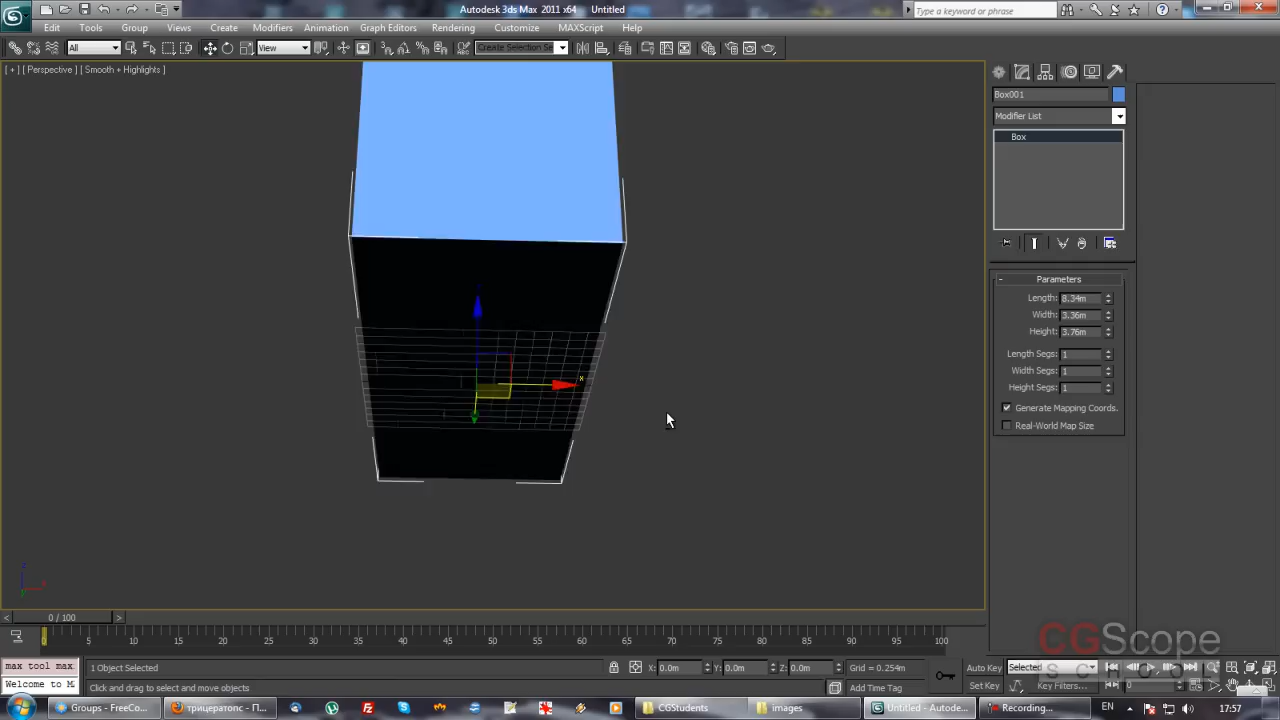 Autodesk 3ds Max 2011 x64 Untitled
Type a keyword or phrase
Edit Tools Group Views Create Modifiers Animation Graph Editors Rendering Customize MAXScript Help
All View Create Selection Se
[ + ] [ Perspective ] [ Smooth + Highlights ]
Box001
Modifier List
Box
Parameters
Length: 8.34m
Width: 3.36m
Height: 3.76m
Length Segs: 1
Width Segs: 1
Height Segs: 1
Generate Mapping Coords.
Real-World Map Size
x
z
0 / 100
0 5 10 15 20 25 30 35 40 45 50 55 60 65 70 75 80 85 90 95 100
CGScope
SCHOOL
max tool max 1 Object Selected X: 0.0m Y: 0.0m Z: 0.0m Grid = 0.254m Auto Key Selected
Welcome to M Click and drag to select and move objects Add Time Tag Set Key Key Filters... 0
Groups - FreeCo... трицератопс - П... CGStudents images Untitled - Autode... Recording... EN 17:57